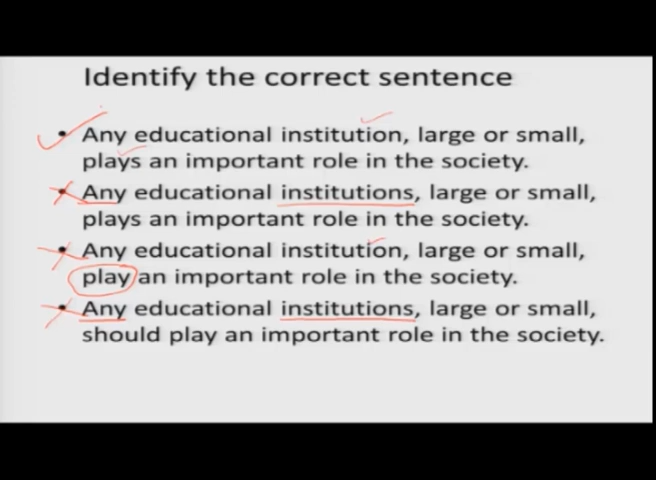 Identify the correct sentence
• Any educational institution, large or small,
plays an important role in the society.
• Any educational institutions, large or small,
plays an important role in the society.
• Any educational institution, large or small,
play an important role in the society.
• Any educational institutions, large or small,
should play an important role in the society.